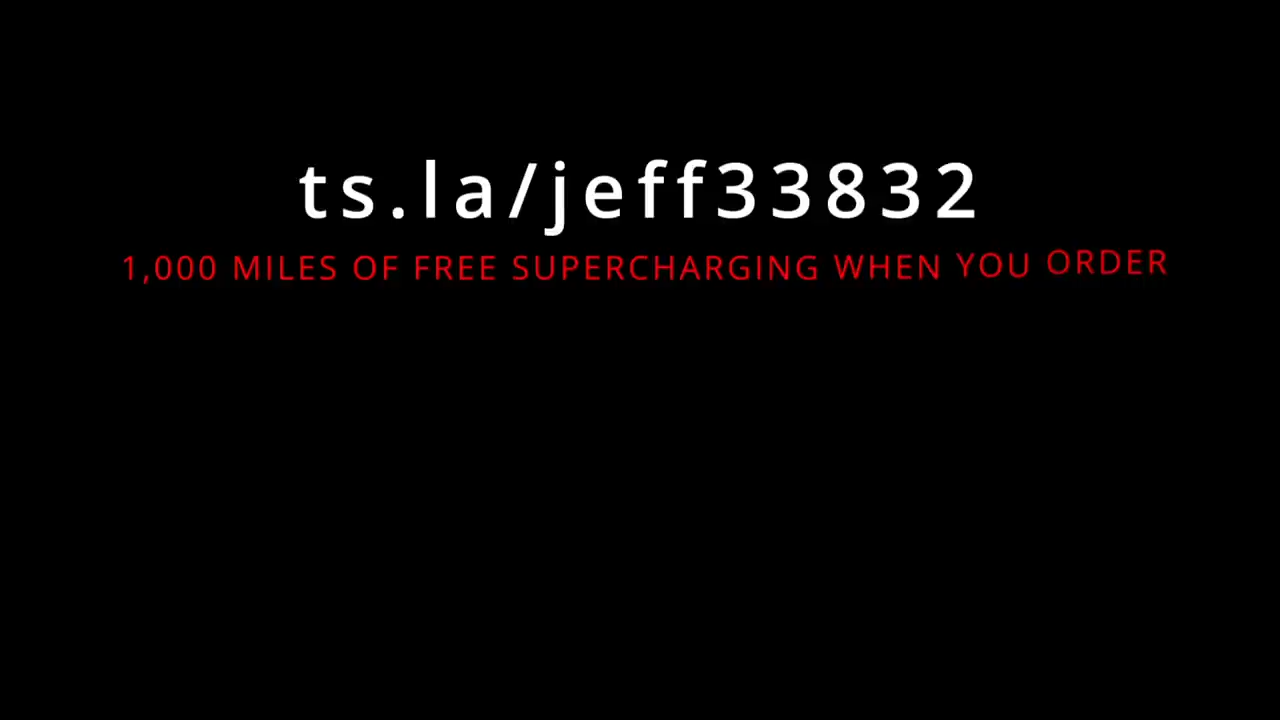 ts.la/jeff33832
1,000 MILES OF FREE SUPERCHARGING WHEN YOU ORDER